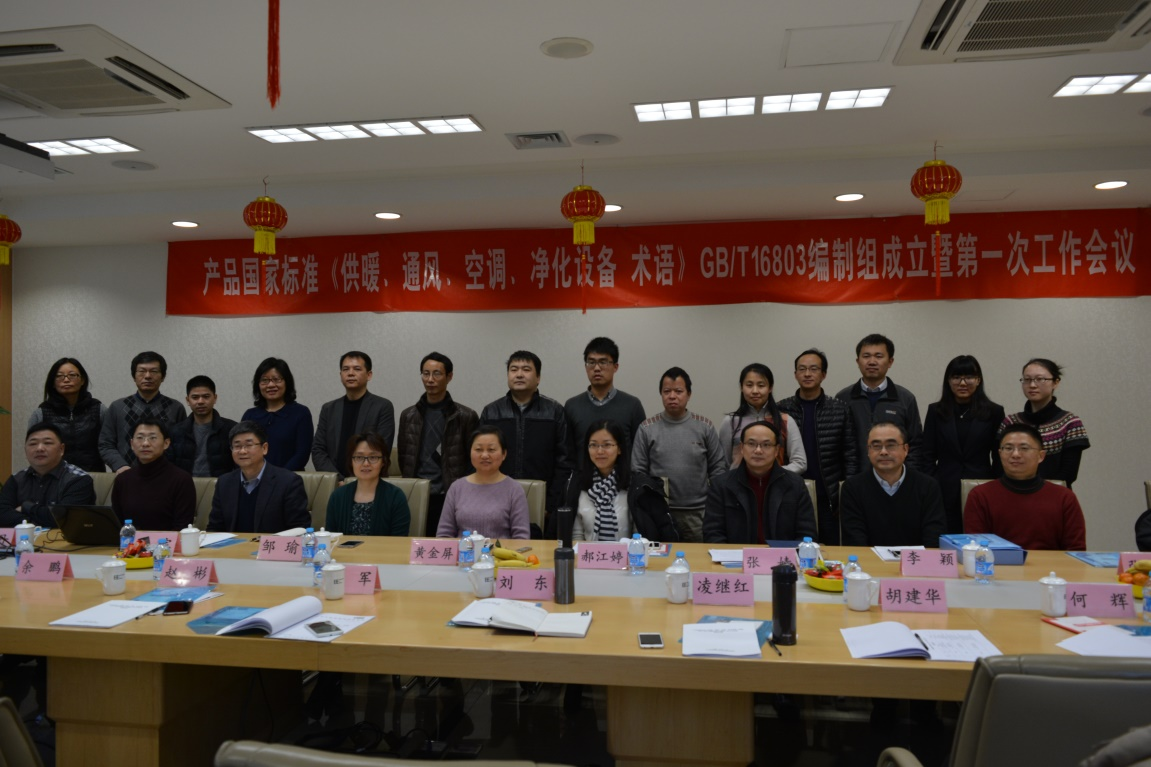 产品国家标准《供暖、通风、空调、净化设备 术语》GB/T16803编制组成立暨第一次工作会议
邹瑜
黄金屏
郝江婷
张
李颖
余鹏
赵彬
军
刘东
凌继红
胡建华
何辉